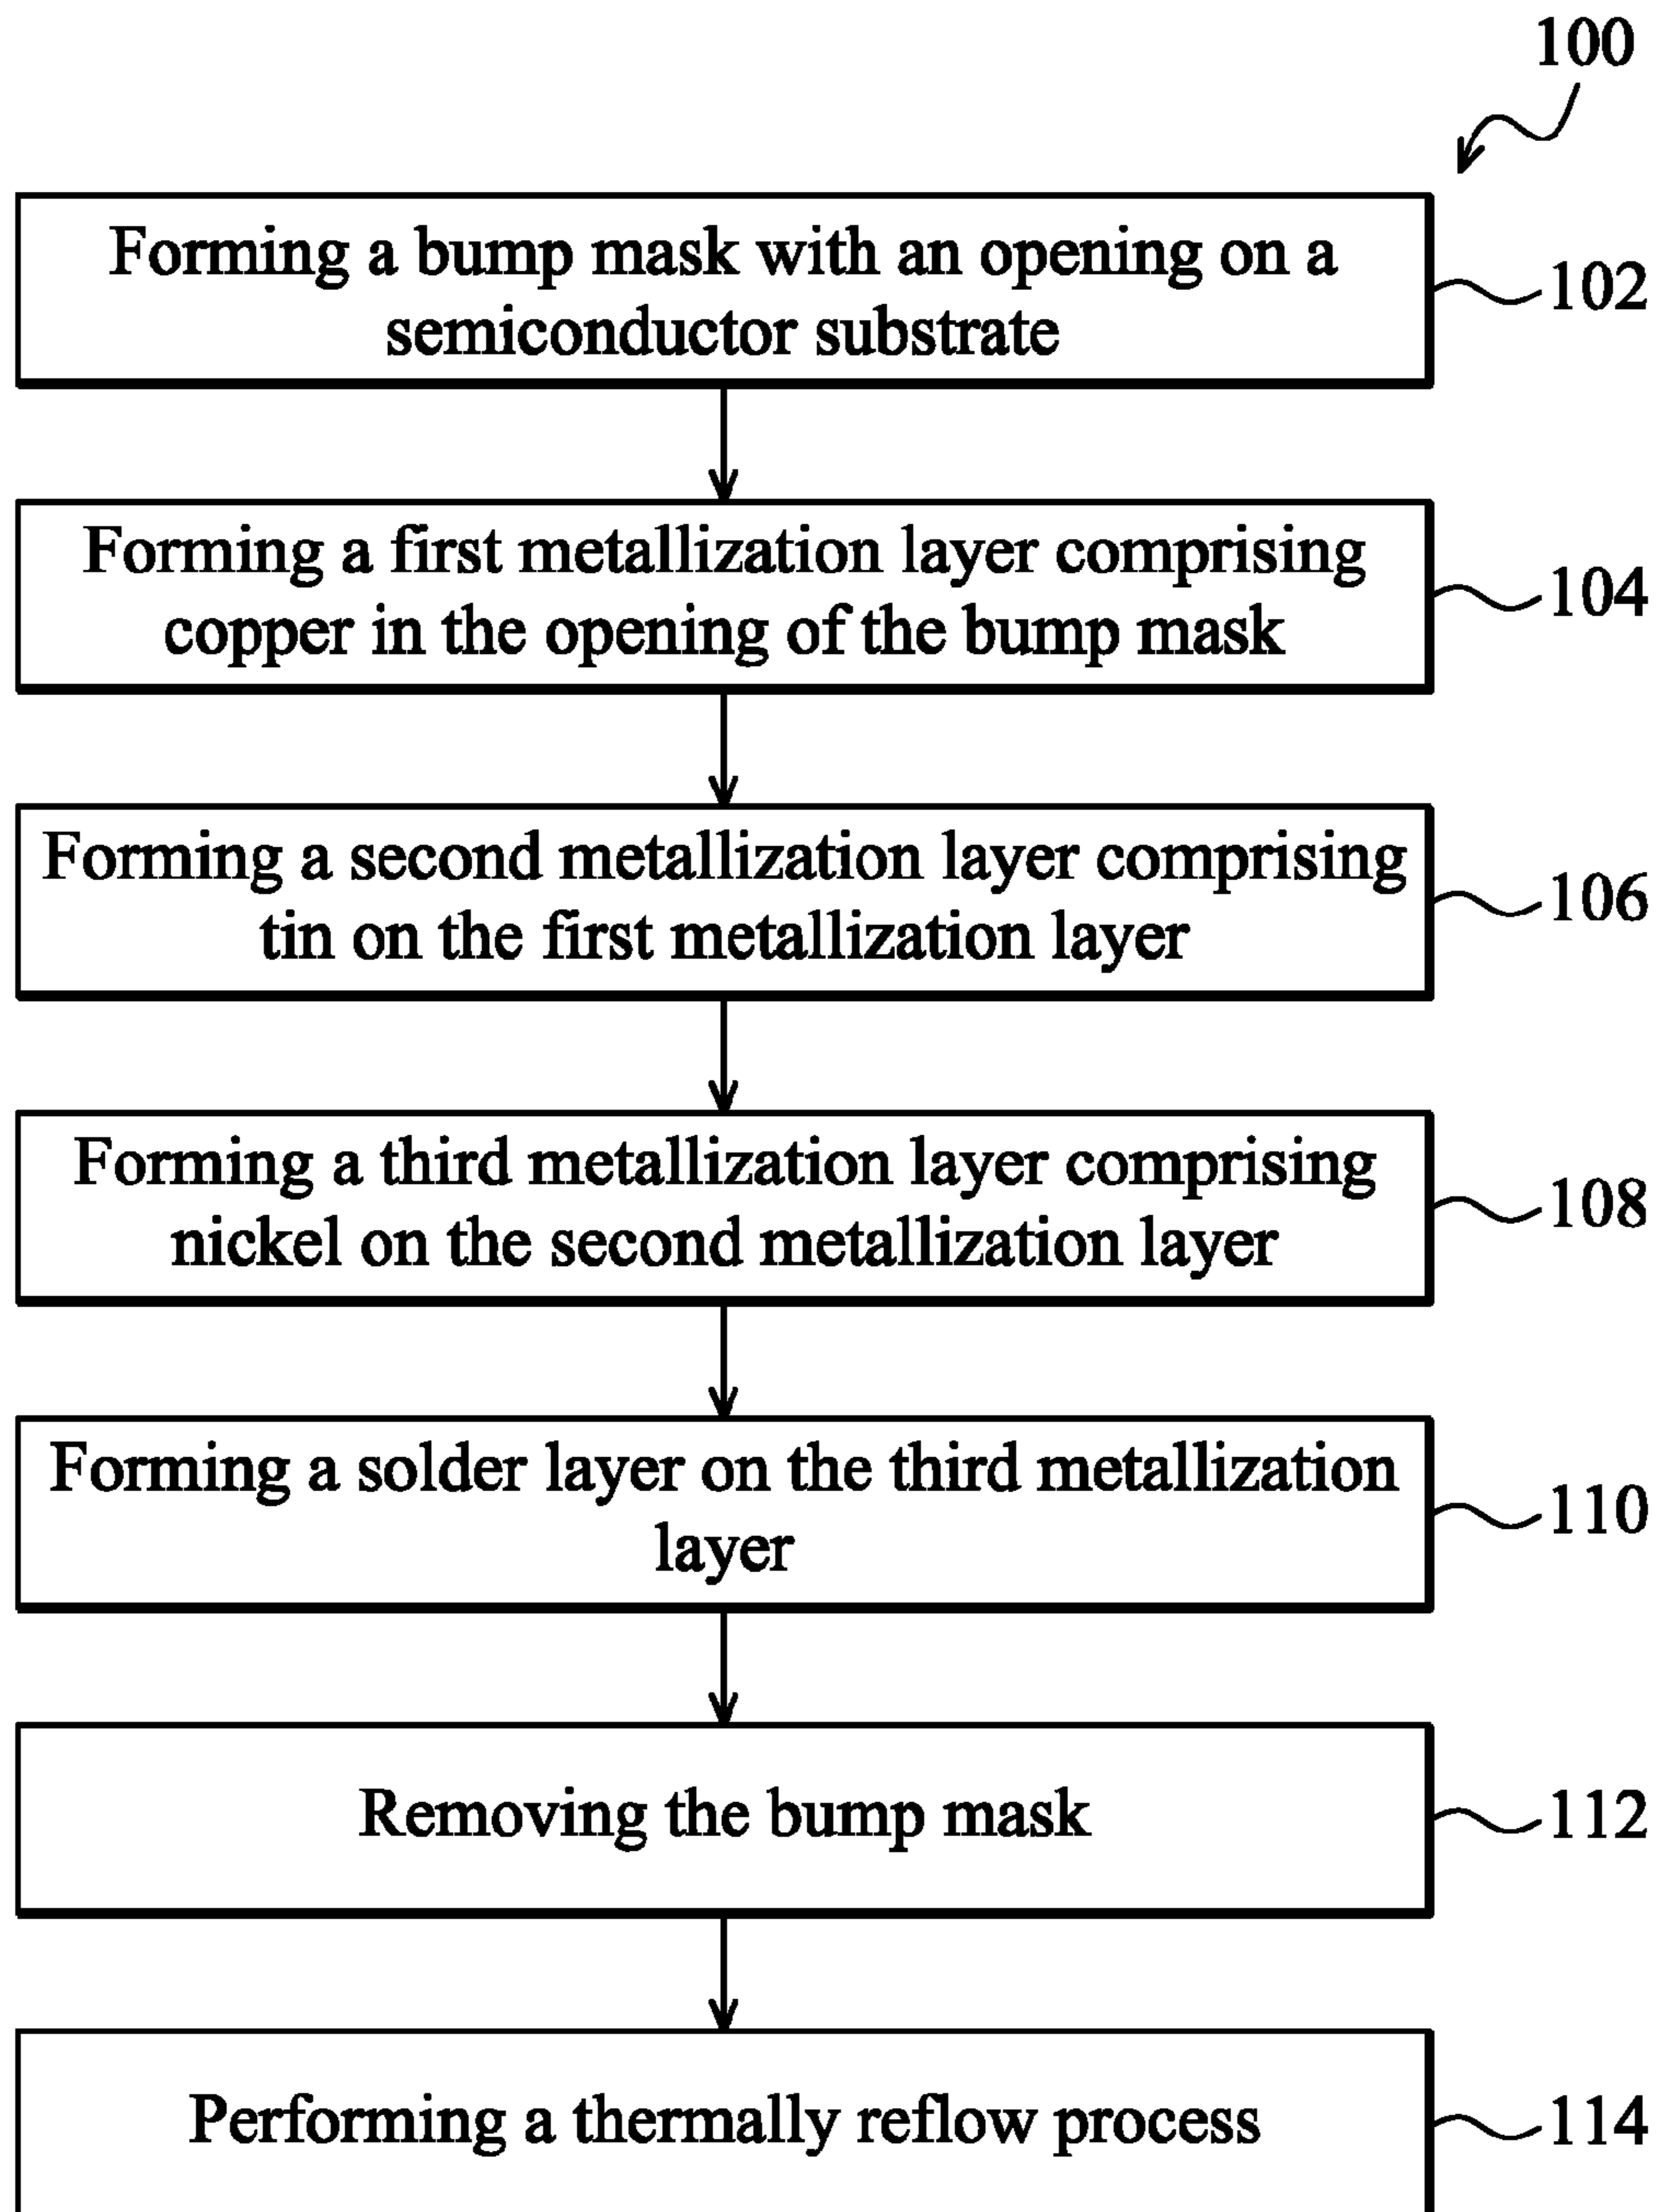 100
Forming a bump mask with an opening on a
semiconductor substrate
102
Forming a first metallization layer comprising
copper in the opening of the bump mask
104
Forming a second metallization layer comprising
tin on the first metallization layer
106
Forming a third metallization layer comprising
nickel on the second metallization layer
108
Forming a solder layer on the third metallization
layer
110
Removing the bump mask
112
Performing a thermally reflow process
114